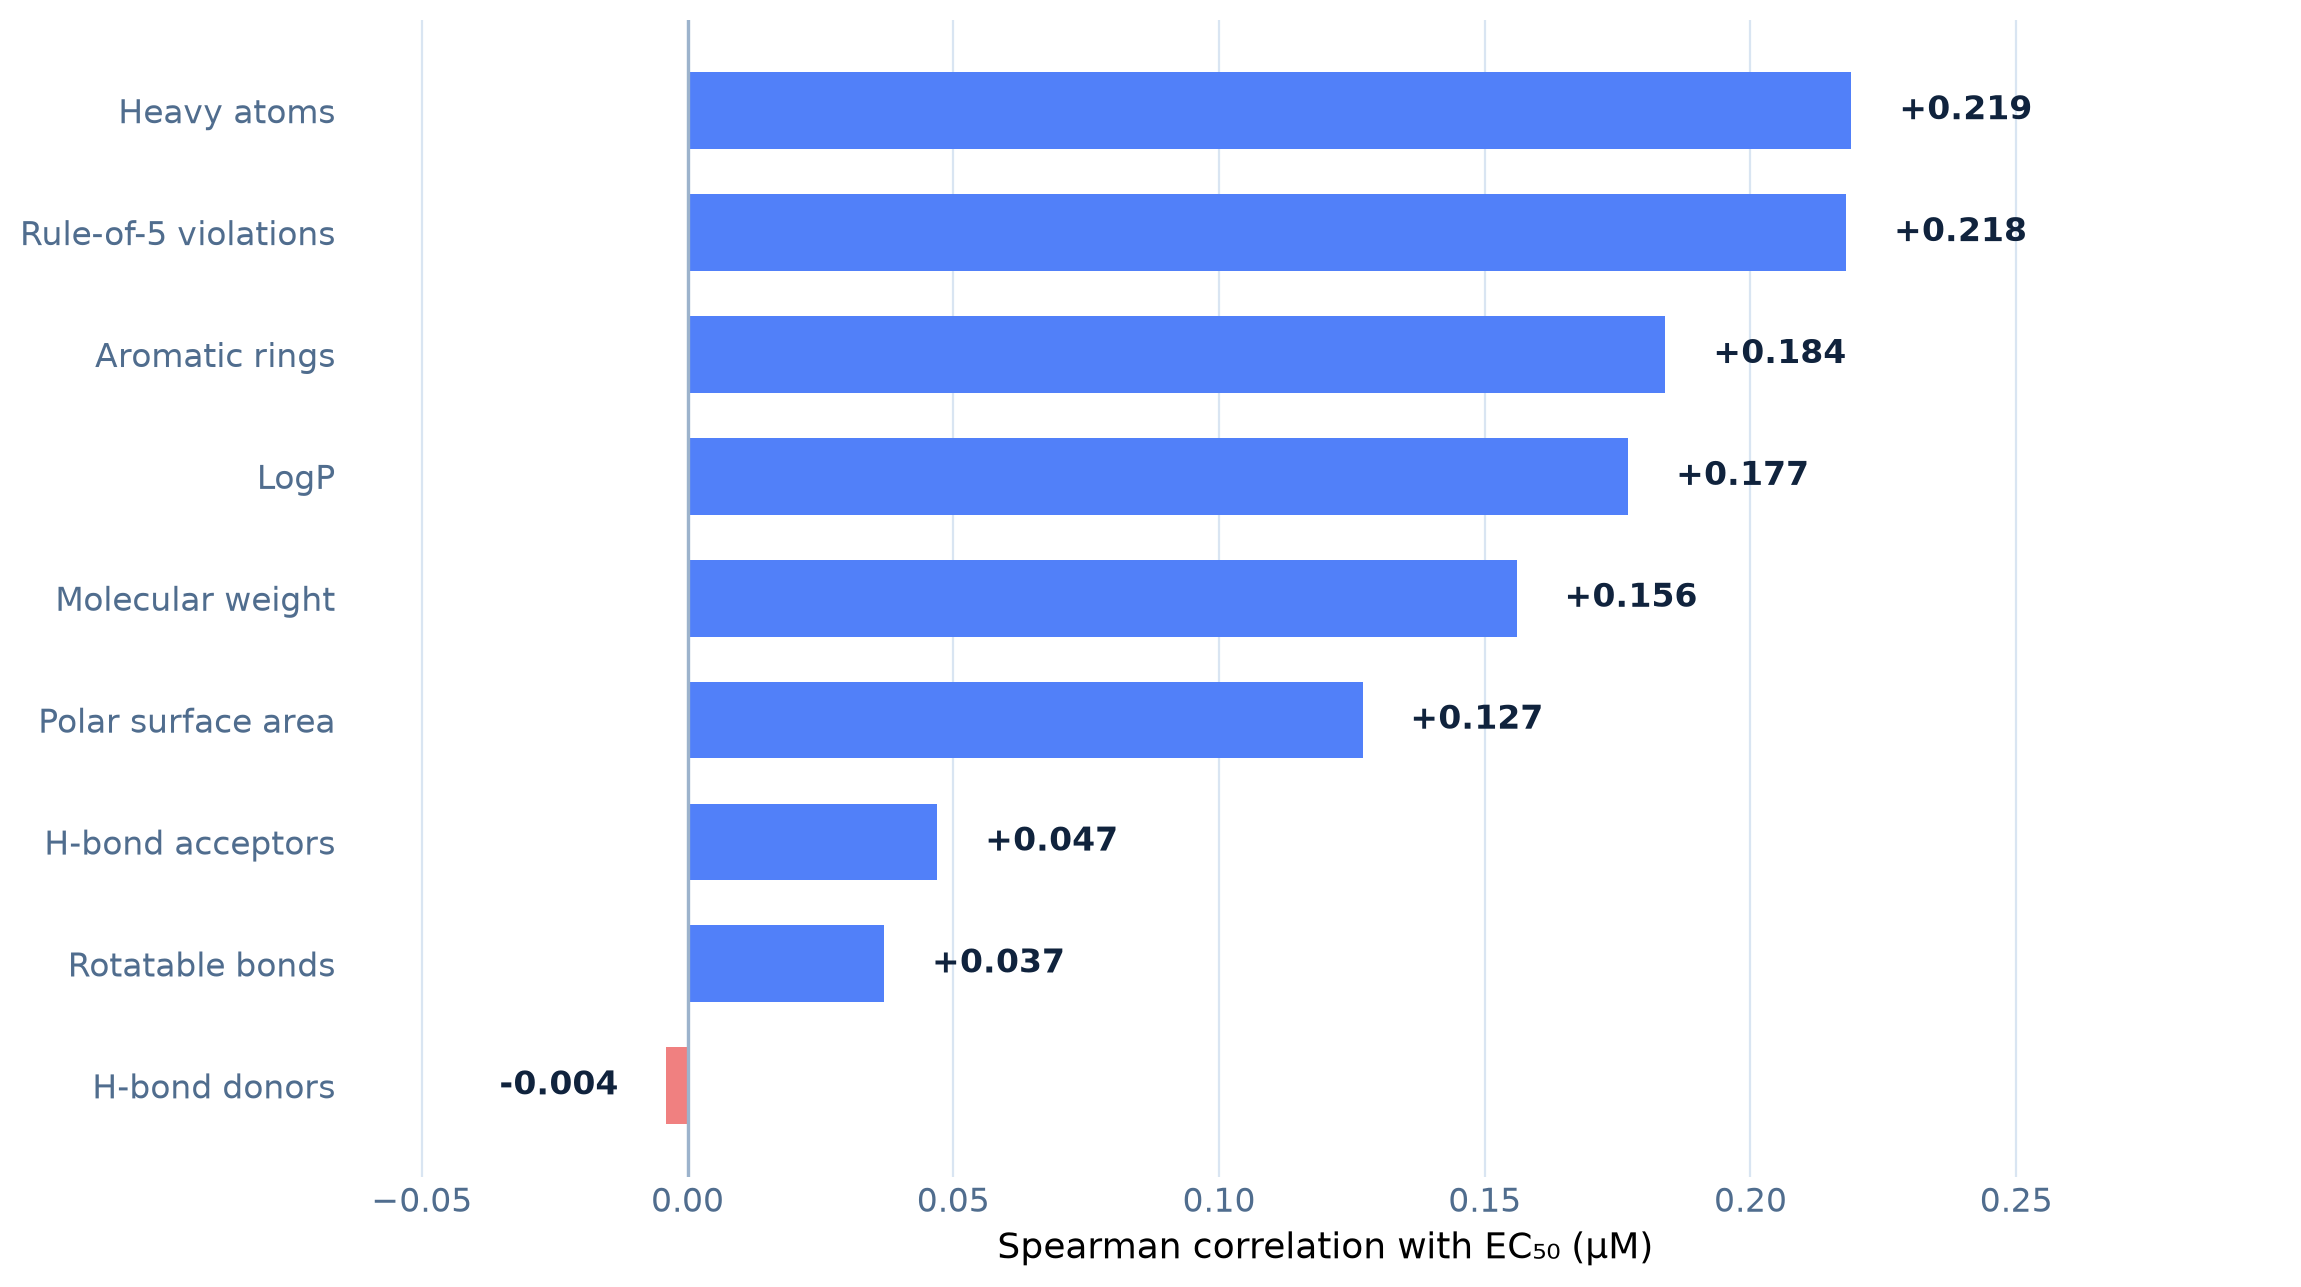 Heavy atoms +0.219
Rule-of-5 violations +0.218
Aromatic rings +0.184
LogP +0.177
Molecular weight +0.156
Polar surface area +0.127
H-bond acceptors +0.047
Rotatable bonds +0.037
H-bond donors -0.004
−0.05 0.00 0.05 0.10 0.15 0.20 0.25
Spearman correlation with EC₅₀ (µM)